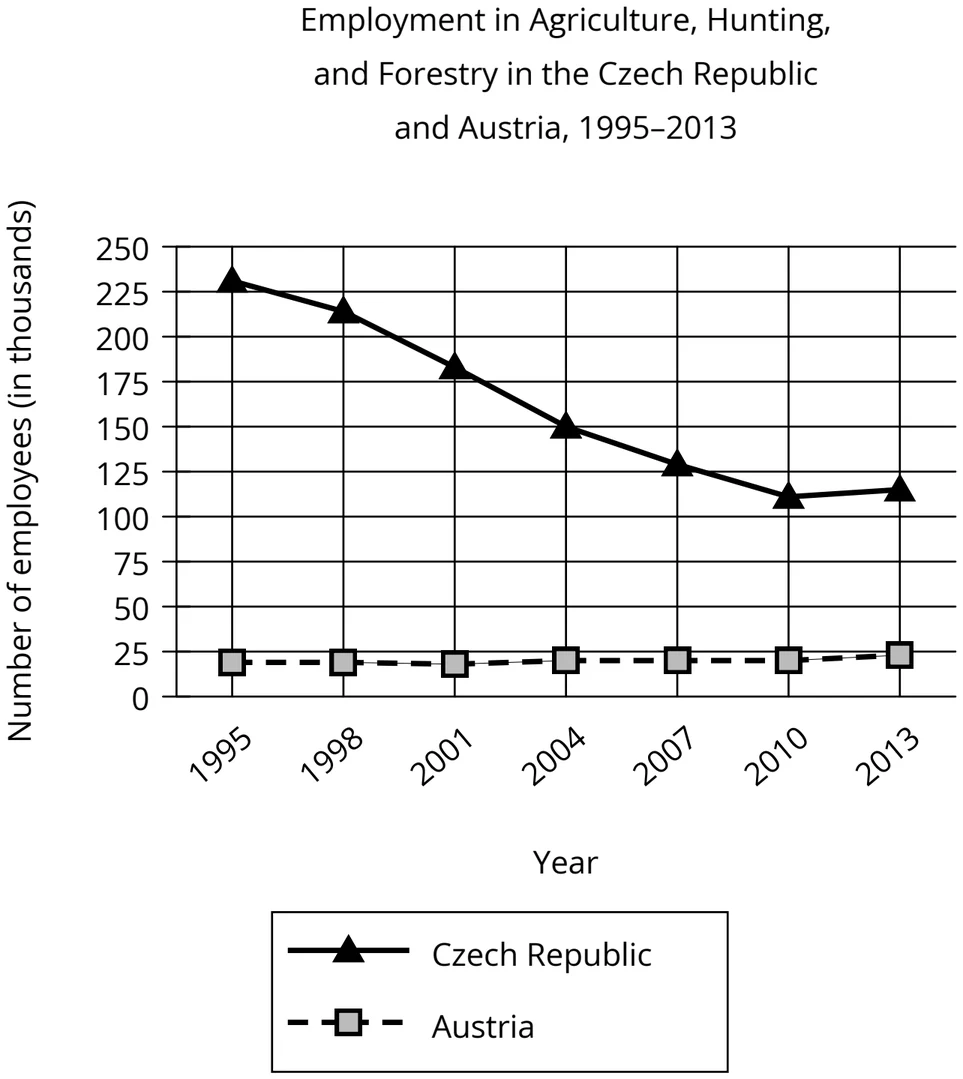 Employment in Agriculture, Hunting,
and Forestry in the Czech Republic
and Austria, 1995–2013
Number of employees (in thousands)
250
225
200
175
150
125
100
75
50
25
0
1995
1998
2001
2004
2007
2010
2013
Year
Czech Republic
Austria